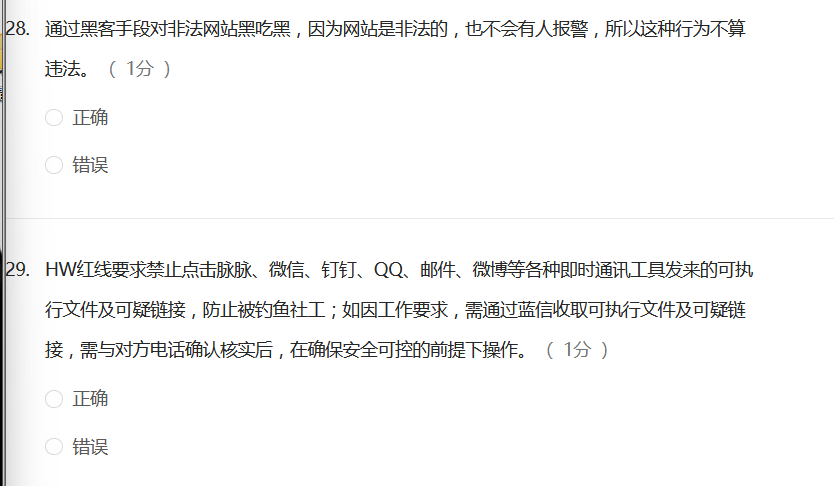 28. 通过黑客手段对非法网站黑吃黑，因为网站是非法的，也不会有人报警，所以这种行为不算
违法。（ 1分 ）
正确
错误
29. HW红线要求禁止点击脉脉、微信、钉钉、QQ、邮件、微博等各种即时通讯工具发来的可执
行文件及可疑链接，防止被钓鱼社工；如因工作要求，需通过蓝信收取可执行文件及可疑链
接，需与对方电话确认核实后，在确保安全可控的前提下操作。（ 1分 ）
正确
错误